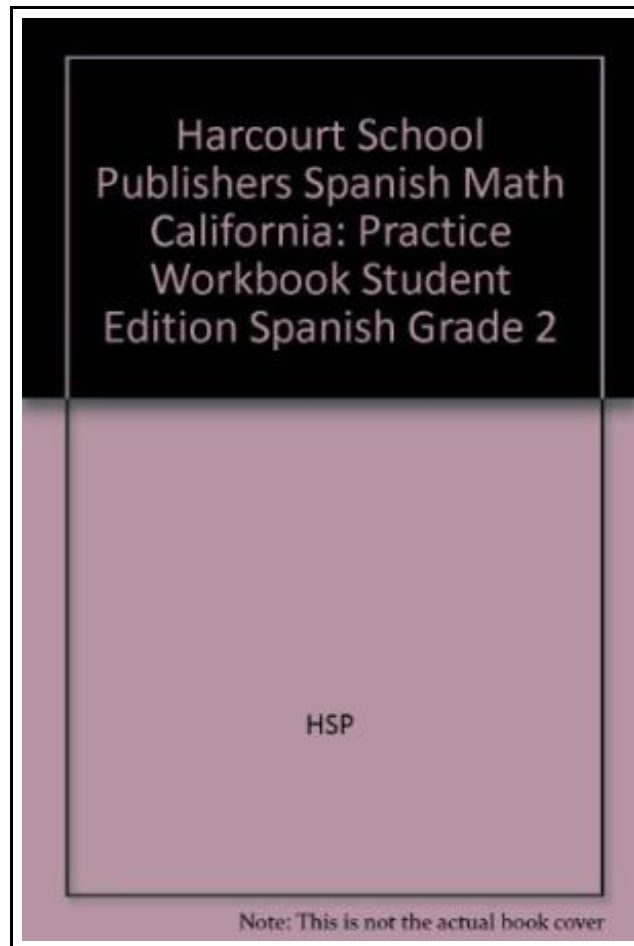 Harcourt School
Publishers Spanish Math
California: Practice
Workbook Student
Edition Spanish Grade 2
HSP
Note: This is not the actual book cover